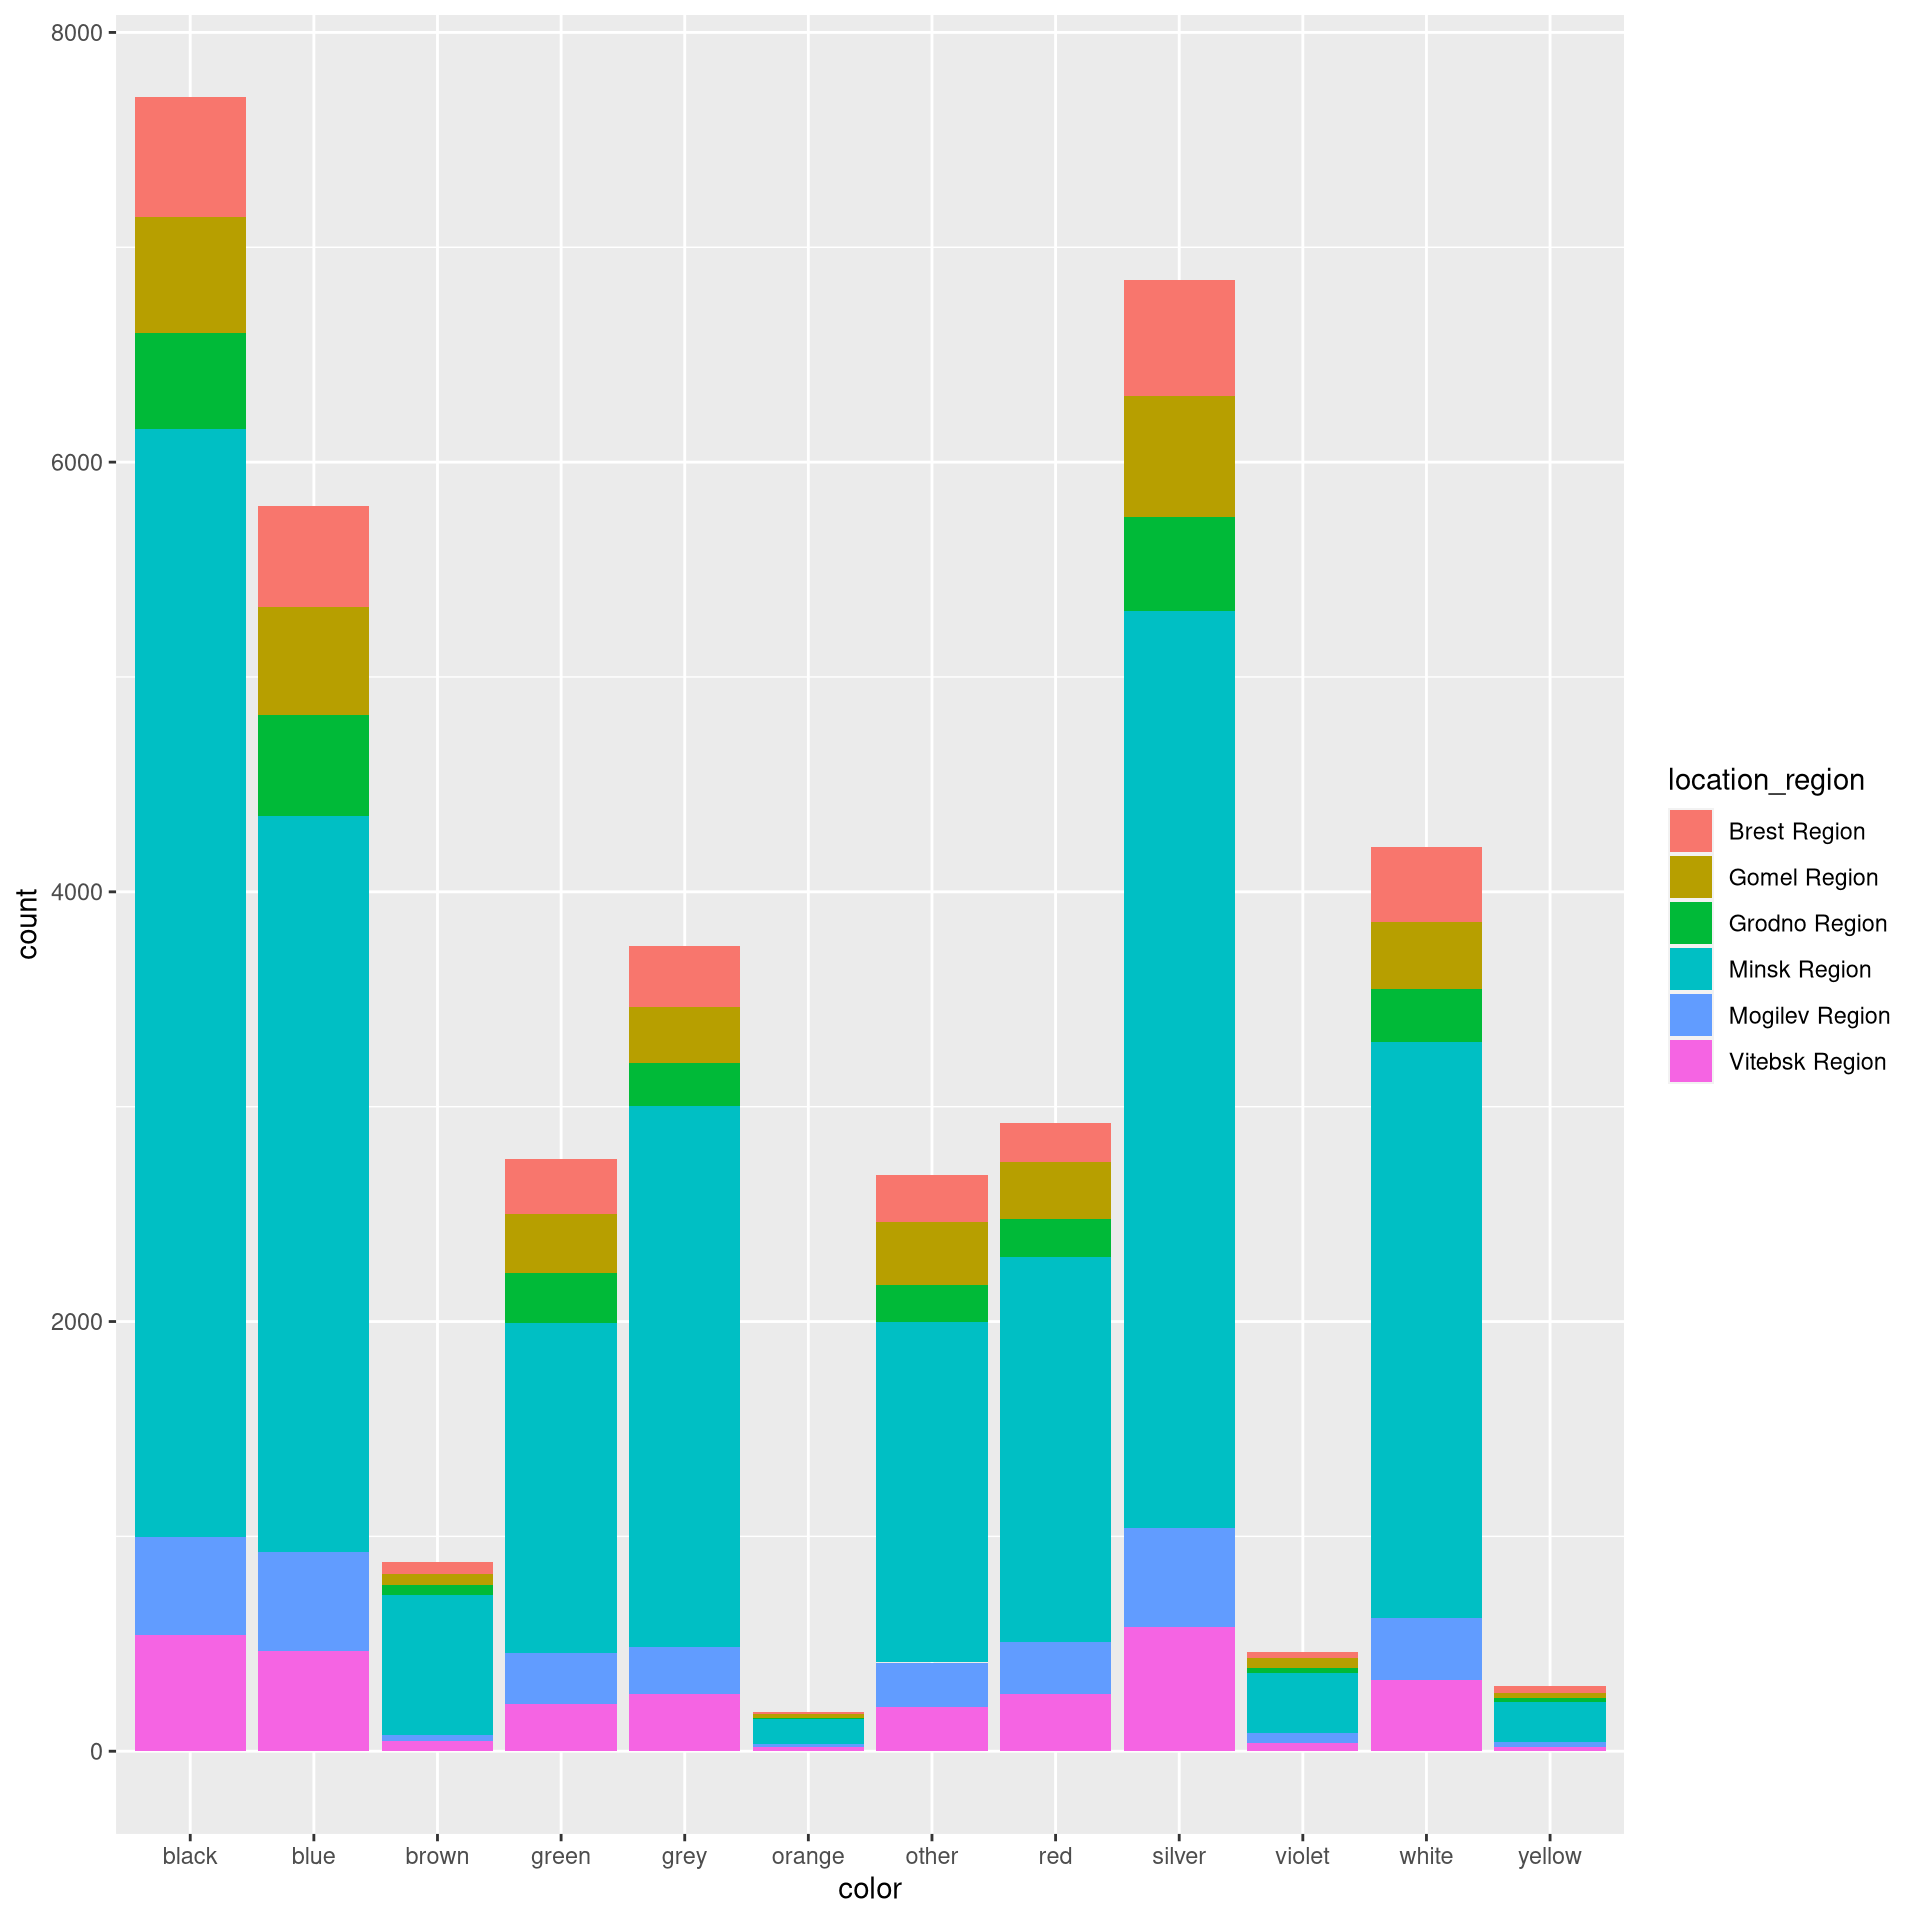 8000
6000
4000
2000
0
count
black blue brown green grey orange other red silver violet white yellow
color
location_region
Brest Region
Gomel Region
Grodno Region
Minsk Region
Mogilev Region
Vitebsk Region